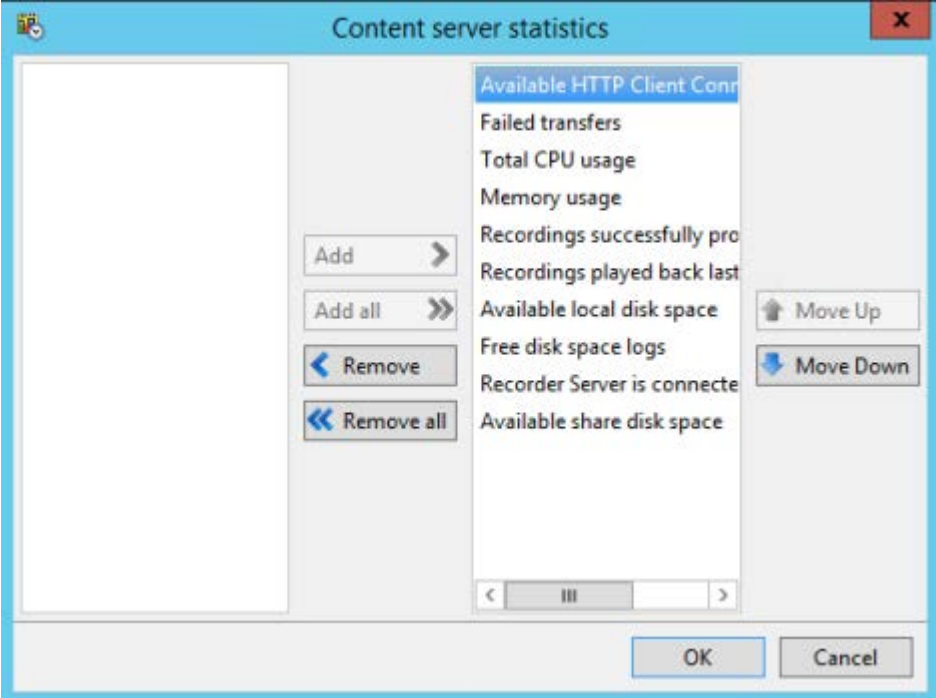 Content server statistics
x
Available HTTP Client Conr
Failed transfers
Total CPU usage
Memory usage
Recordings successfully pro
Recordings played back last
Available local disk space
Free disk space logs
Recorder Server is connecte
Available share disk space
Add
Add all
Remove
Remove all
Move Up
Move Down
OK
Cancel